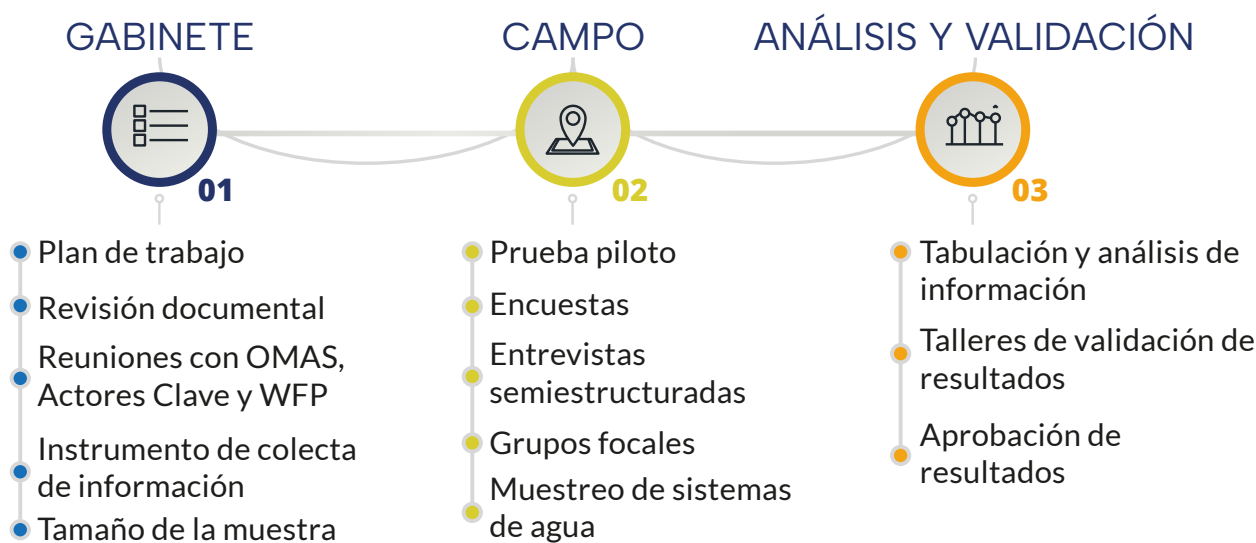 GABINETE
01
Plan de trabajo
Revisión documental
Reuniones con OMAS,
Actores Clave y WFP
Instrumento de colecta
de información
Tamaño de la muestra
CAMPO
02
Prueba piloto
Encuestas
Entrevistas
semiestructuradas
Grupos focales
Muestreo de sistemas
de agua
ANÁLISIS Y VALIDACIÓN
03
Tabulación y análisis de
información
Talleres de validación de
resultados
Aprobación de
resultados